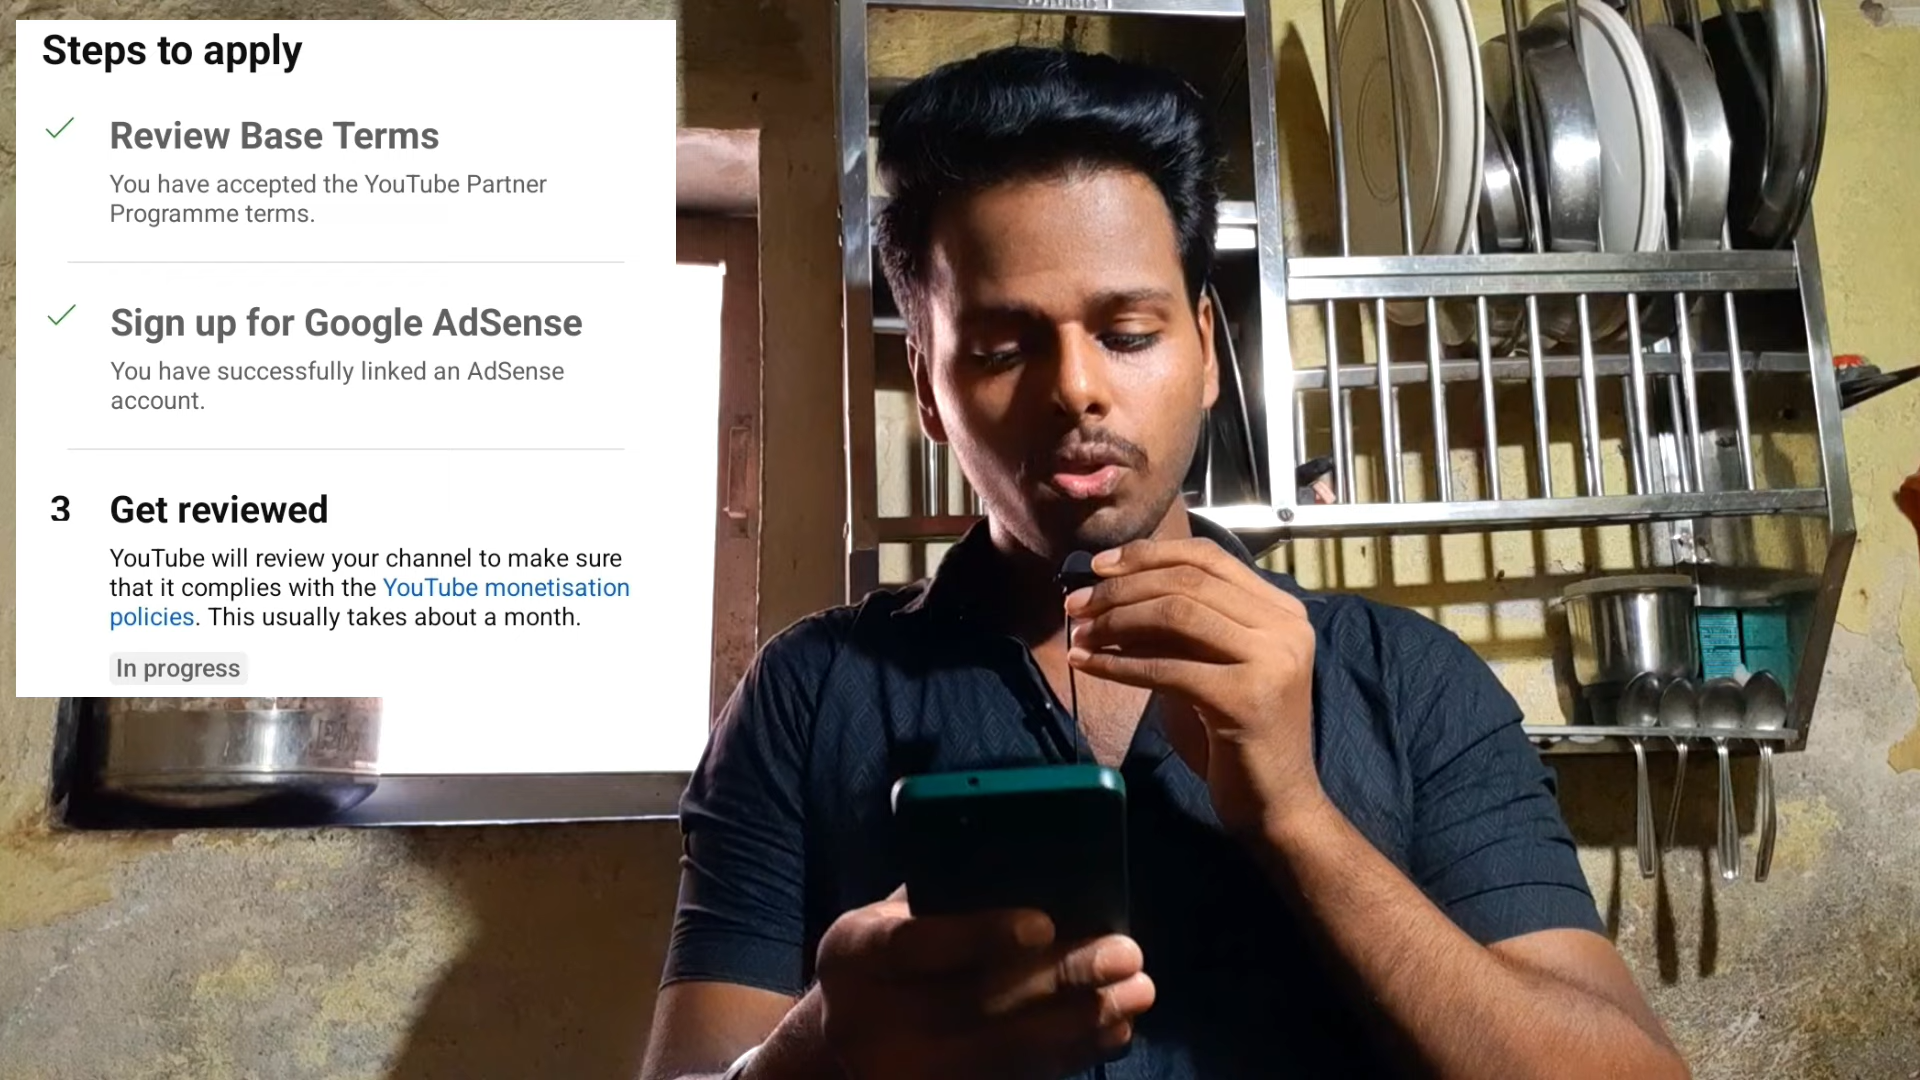 Steps to apply
Review Base Terms
You have accepted the YouTube Partner
Programme terms.
Sign up for Google AdSense
You have successfully linked an AdSense
account.
3 Get reviewed
YouTube will review your channel to make sure
that it complies with the YouTube monetisation
policies. This usually takes about a month.
In progress